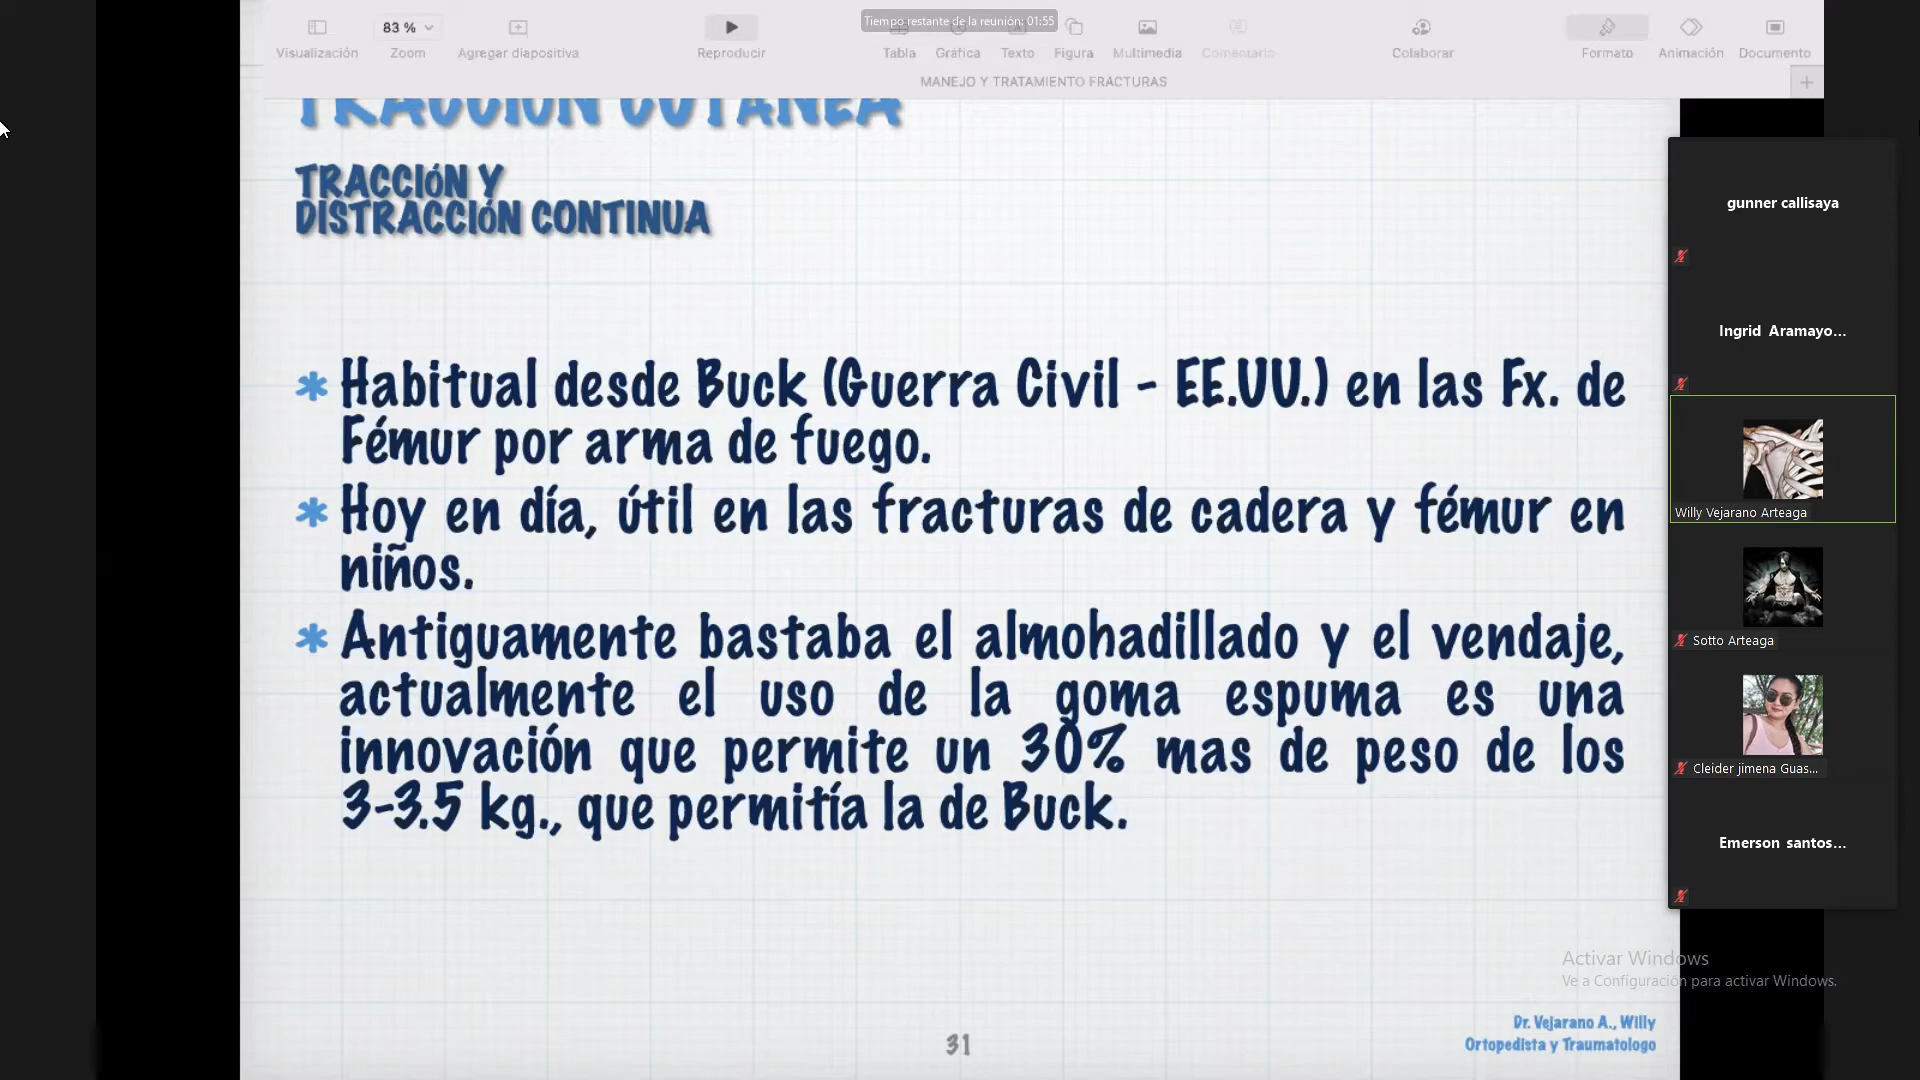 Tiempo restante de la reunión: 01:55
83 %
Visualización
Zoom
Agregar diapositiva
Reproducir
Tabla
Gráfica
Texto
Figura
Multimedia
Comentario
Colaborar
Formato
Animación
Documento
MANEJO Y TRATAMIENTO FRACTURAS
TRACCIÓN CUTÁNEA
TRACCIÓN Y
DISTRACCIÓN CONTINUA
* Habitual desde Buck (Guerra Civil - EE.UU.) en las Fx. de
Fémur por arma de fuego.
* Hoy en día, útil en las fracturas de cadera y fémur en
niños.
* Antiguamente bastaba el almohadillado y el vendaje,
actualmente el uso de la goma espuma es una
innovación que permite un 30% mas de peso de los
3-3.5 kg., que permitía la de Buck.
31
Dr. Vejarano A., Willy
Ortopedista y Traumatologo
gunner callisaya
Ingrid Aramayo...
Willy Vejarano Arteaga
Sotto Arteaga
Cleider jimena Guas...
Emerson santos...
Activar Windows
Ve a Configuración para activar Windows.